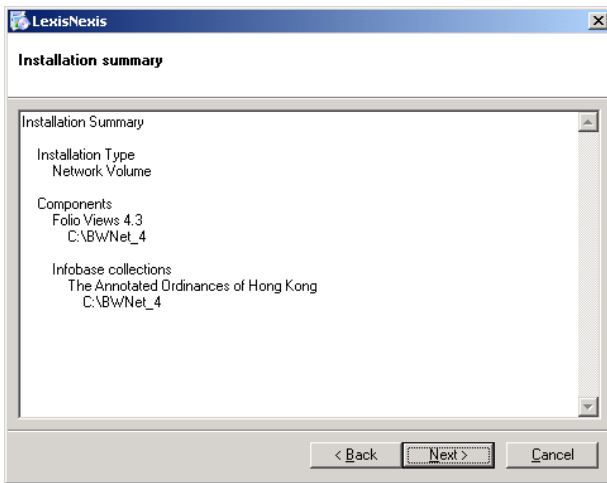 LexisNexis
Installation summary
Installation Summary
Installation Type
Network Volume
Components
Folio Views 4.3
C:\BWNet_4
Infobase collections
The Annotated Ordinances of Hong Kong
C:\BWNet_4
< Back
Next >
Cancel